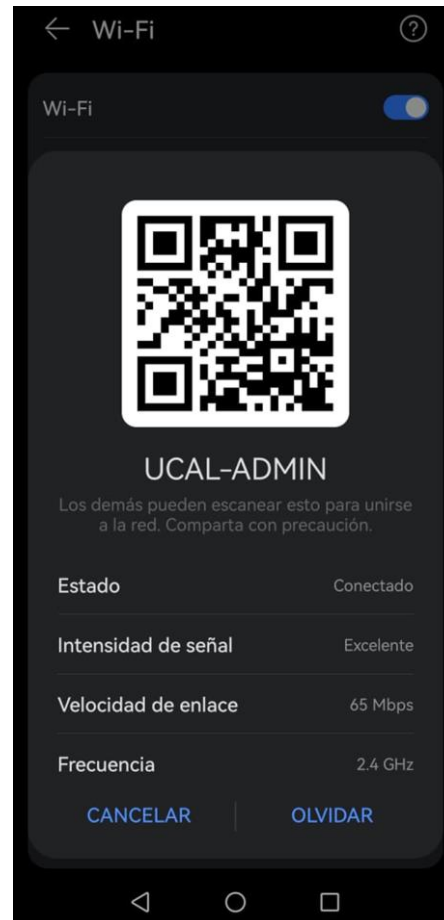 Wi-Fi
Wi-Fi
UCAL-ADMIN
Los demás pueden escanear esto para unirse
a la red. Comparta con precaución.
Estado Conectado
Intensidad de señal Excelente
Velocidad de enlace 65 Mbps
Frecuencia 2.4 GHz
CANCELAR OLVIDAR